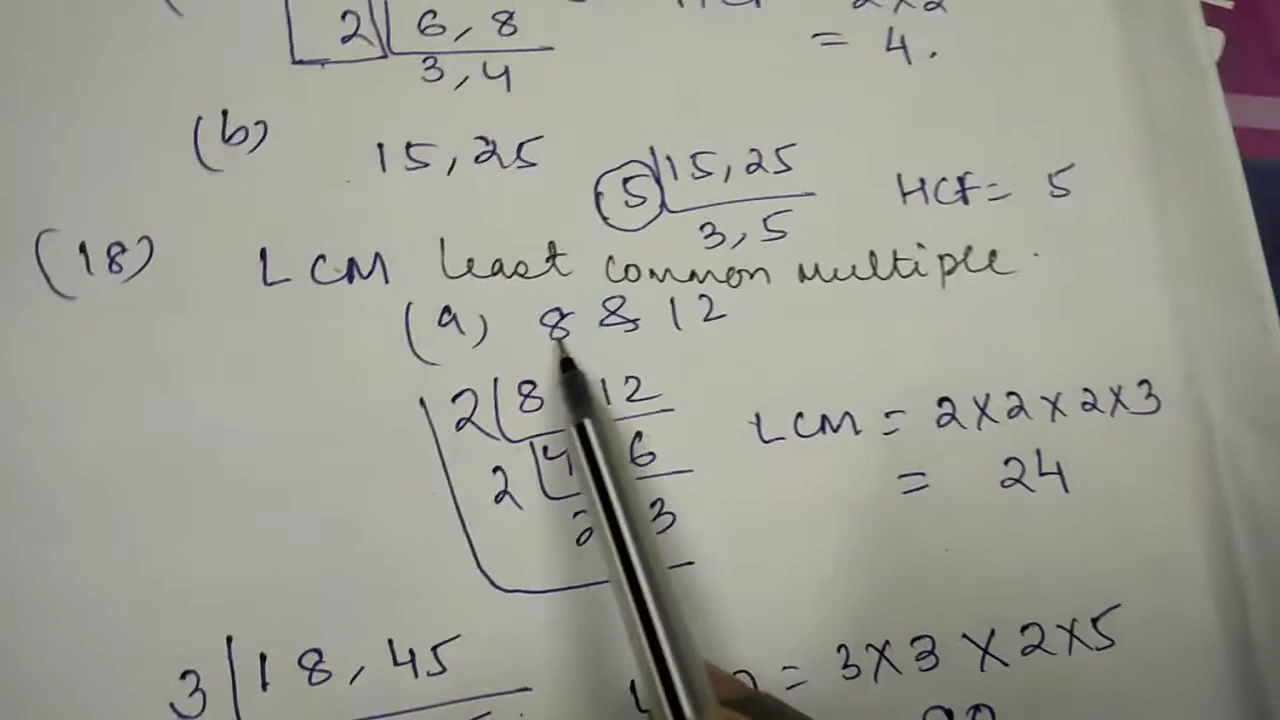 2 6, 8
3, 4
= 4.
(b) 15, 25
5 15, 25 HCF = 5
3, 5
(18) LCM least common multiple.
(a) 8 & 12
2 8 12
2 4 6
3
LCM = 2×2×2×3
= 24
3 18, 45
= 3×3×2×5